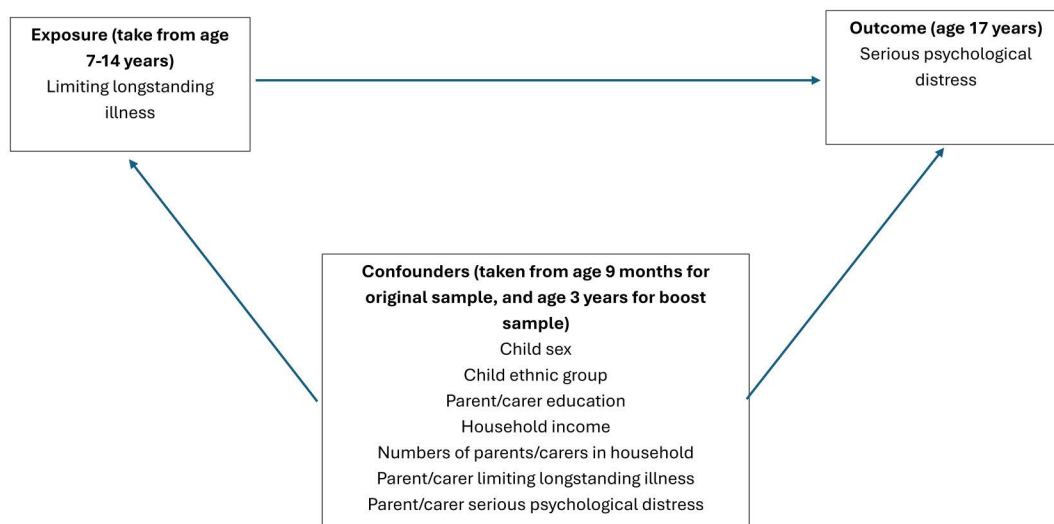 Exposure (take from age
7-14 years)
Limiting longstanding
illness
Outcome (age 17 years)
Serious psychological
distress
Confounders (taken from age 9 months for
original sample, and age 3 years for boost
sample)
Child sex
Child ethnic group
Parent/carer education
Household income
Numbers of parents/carers in household
Parent/carer limiting longstanding illness
Parent/carer serious psychological distress